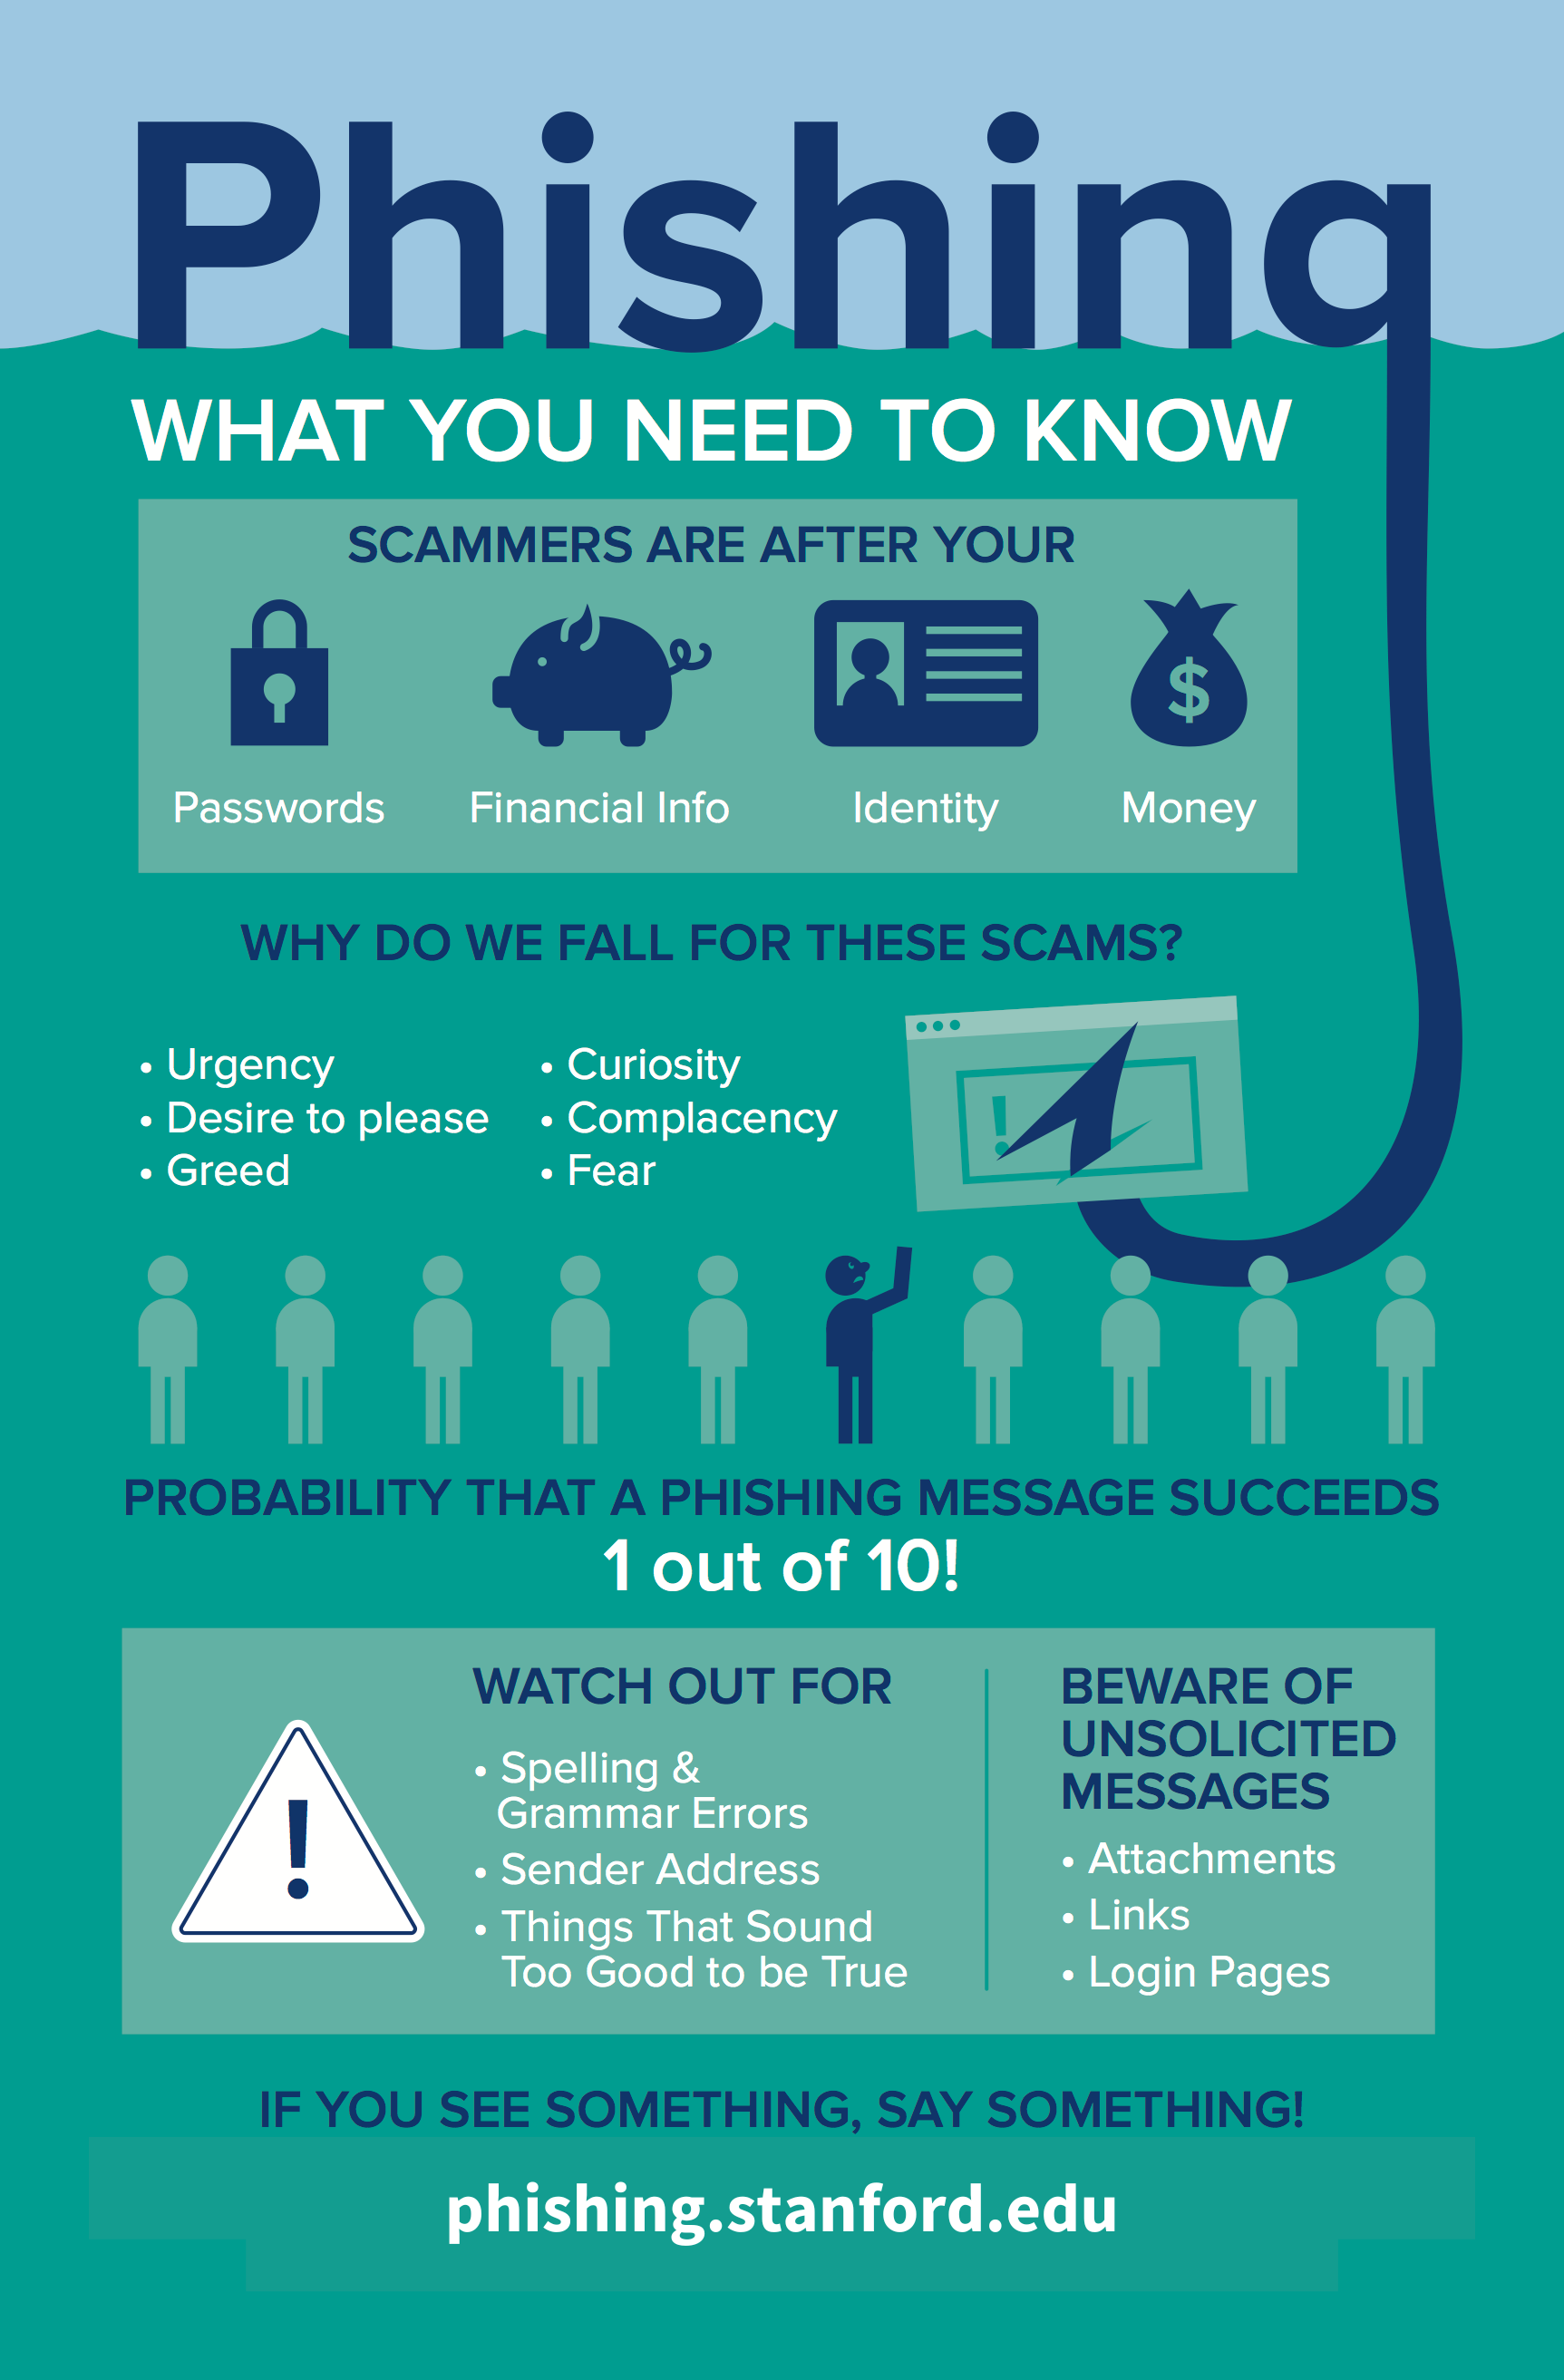 Phishing
WHAT YOU NEED TO KNOW
SCAMMERS ARE AFTER YOUR
$
Passwords
Financial Info
Identity
Money
WHY DO WE FALL FOR THESE SCAMS?
• Urgency
• Desire to please
• Greed
• Curiosity
• Complacency
• Fear
!
PROBABILITY THAT A PHISHING MESSAGE SUCCEEDS
1 out of 10!
!
WATCH OUT FOR
• Spelling &
Grammar Errors
• Sender Address
• Things That Sound
Too Good to be True
BEWARE OF
UNSOLICITED
MESSAGES
• Attachments
• Links
• Login Pages
IF YOU SEE SOMETHING, SAY SOMETHING!
phishing.stanford.edu